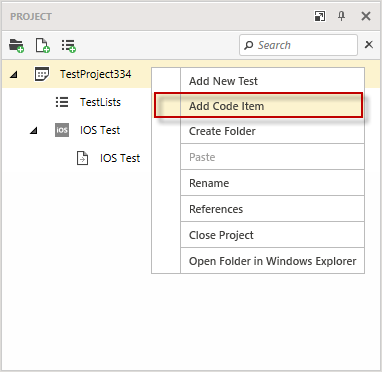 PROJECT
Search
TestProject334
Add New Test
TestLists
Add Code Item
iOS IOS Test
Create Folder
IOS Test
Paste
Rename
References
Close Project
Open Folder in Windows Explorer